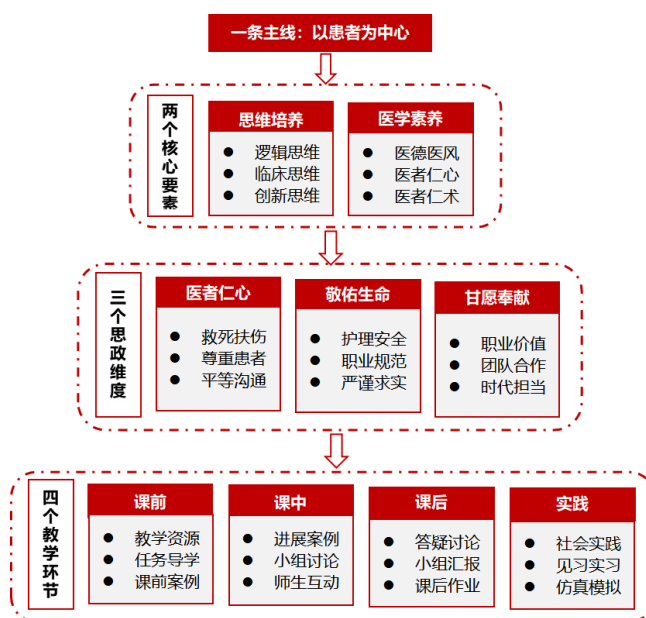 一条主线：以患者为中心
两个核心要素
思维培养
● 逻辑思维
● 临床思维
● 创新思维
医学素养
● 医德医风
● 医者仁心
● 医者仁术
三个思政维度
医者仁心
● 救死扶伤
● 尊重患者
● 平等沟通
敬佑生命
● 护理安全
● 职业规范
● 严谨求实
甘愿奉献
● 职业价值
● 团队合作
● 时代担当
四个教学环节
课前
● 教学资源
● 任务导学
● 课前案例
课中
● 进展案例
● 小组讨论
● 师生互动
课后
● 答疑讨论
● 小组汇报
● 课后作业
实践
● 社会实践
● 见习实习
● 仿真模拟